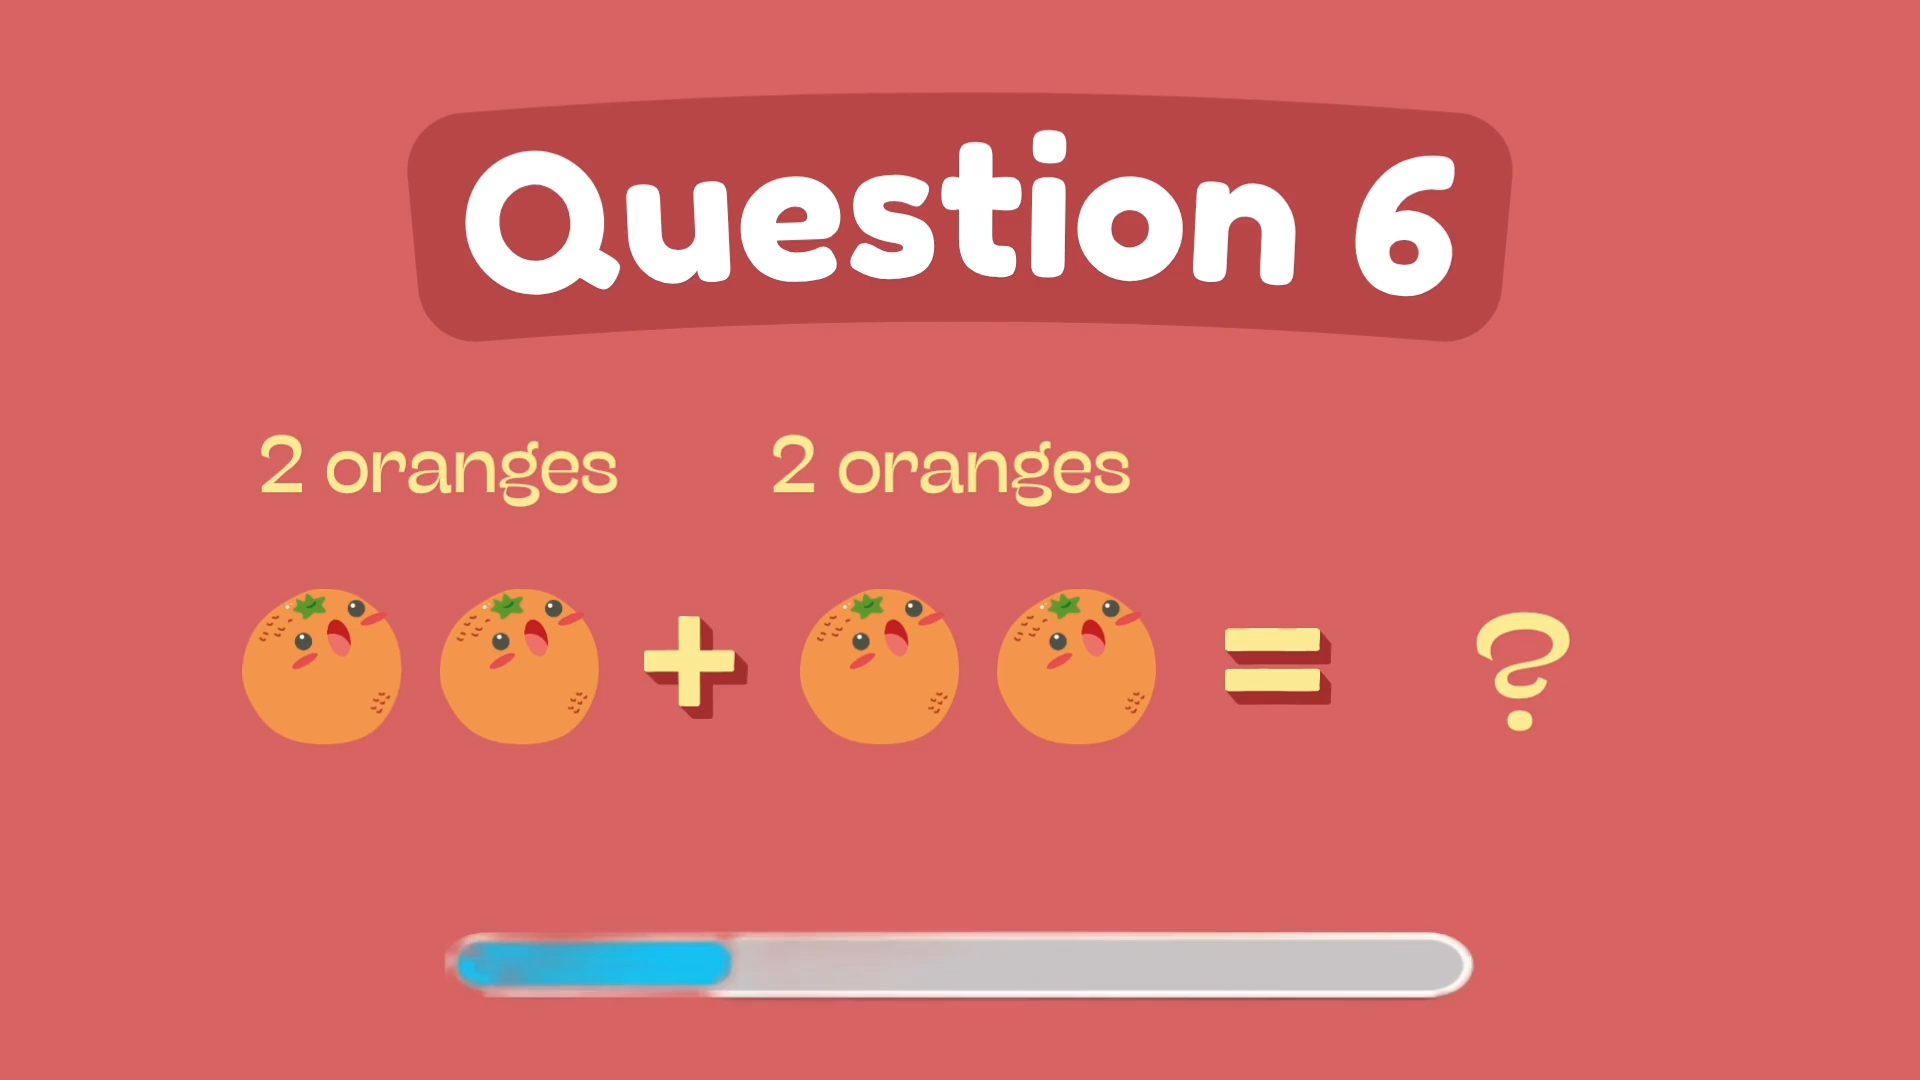 Question 6
2 oranges 2 oranges
+ = ?